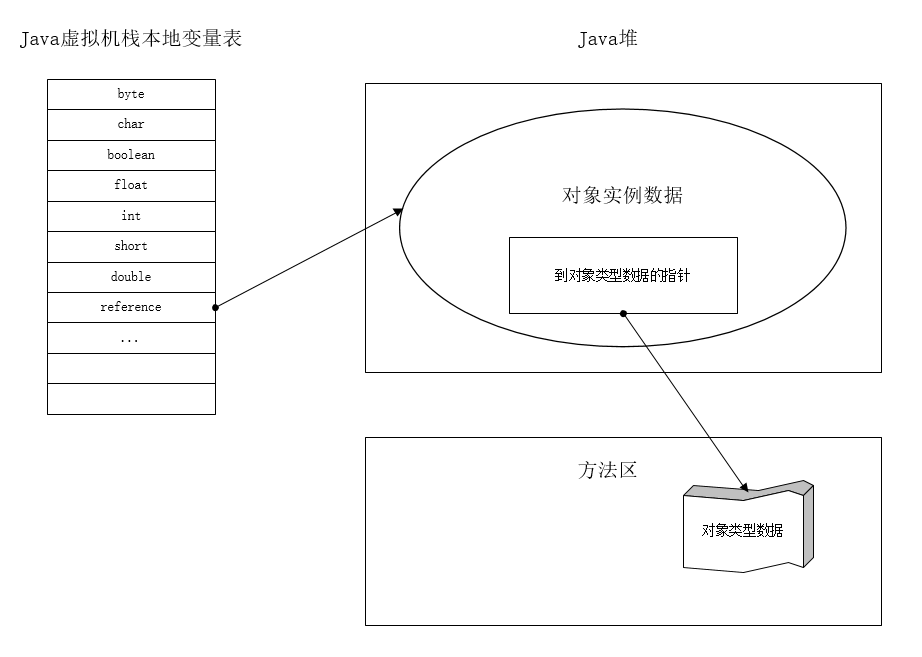 Java虚拟机栈本地变量表
Java堆
byte
char
boolean
float
int
short
double
reference
...
对象实例数据
到对象类型数据的指针
方法区
对象类型数据